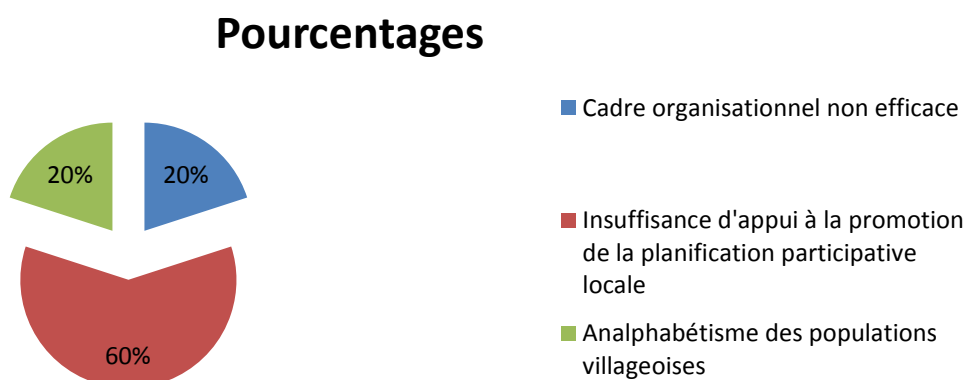 Pourcentages
20%
20%
60%
Cadre organisationnel non efficace
Insuffisance d'appui à la promotion
de la planification participative
locale
Analphabétisme des populations
villageoises